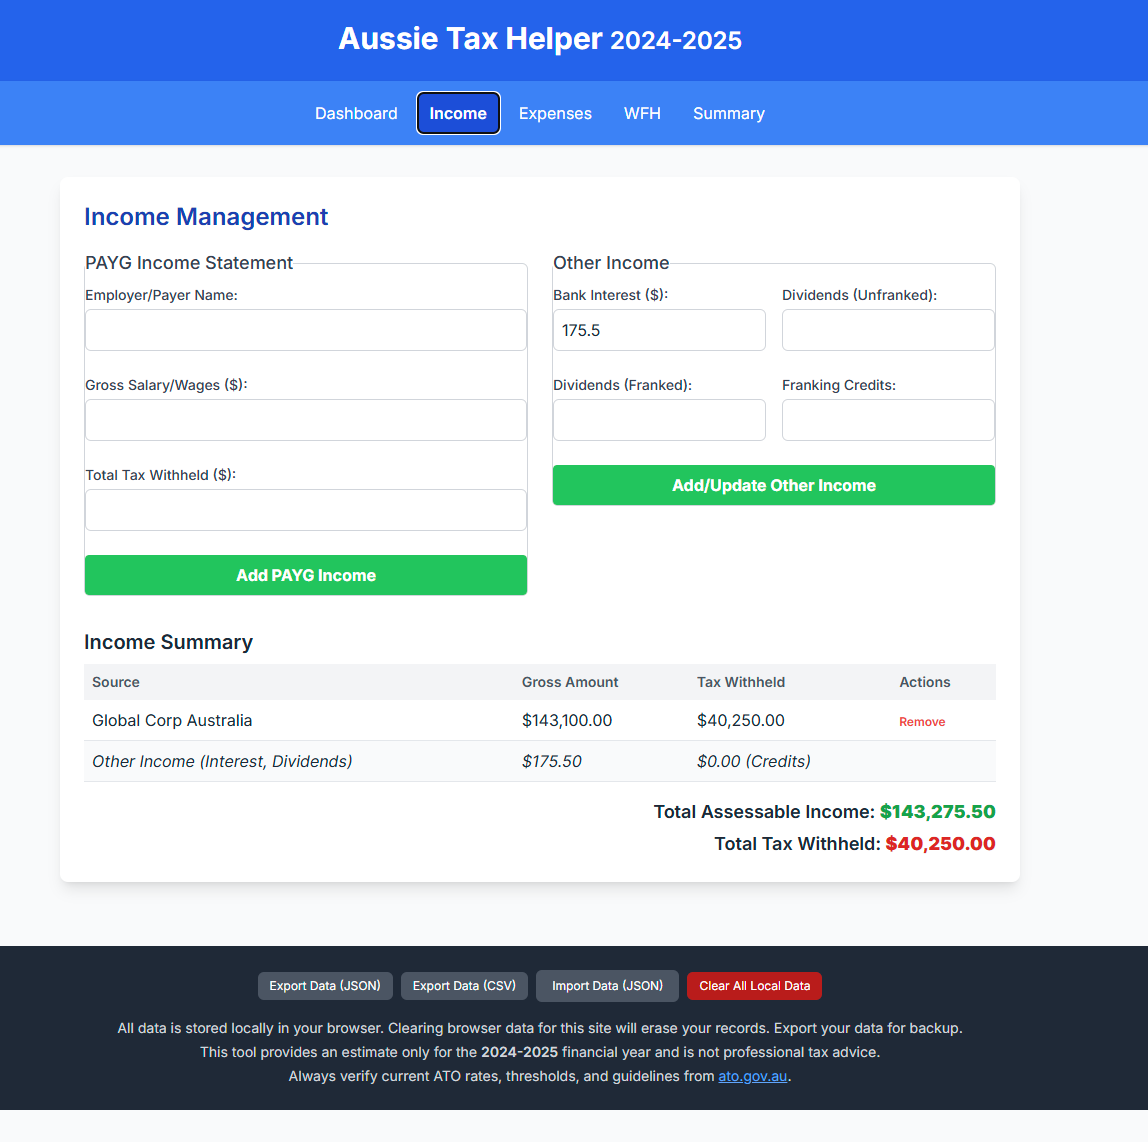 Aussie Tax Helper 2024-2025
Dashboard Income Expenses WFH Summary
Income Management
PAYG Income Statement
Employer/Payer Name:
Gross Salary/Wages ($):
Total Tax Withheld ($):
Add PAYG Income
Other Income
Bank Interest ($): Dividends (Unfranked):
175.5
Dividends (Franked): Franking Credits:
Add/Update Other Income
Income Summary
Source Gross Amount Tax Withheld Actions
Global Corp Australia $143,100.00 $40,250.00 Remove
Other Income (Interest, Dividends) $175.50 $0.00 (Credits)
Total Assessable Income: $143,275.50
Total Tax Withheld: $40,250.00
Export Data (JSON) Export Data (CSV) Import Data (JSON) Clear All Local Data
All data is stored locally in your browser. Clearing browser data for this site will erase your records. Export your data for backup.
This tool provides an estimate only for the 2024-2025 financial year and is not professional tax advice.
Always verify current ATO rates, thresholds, and guidelines from ato.gov.au.